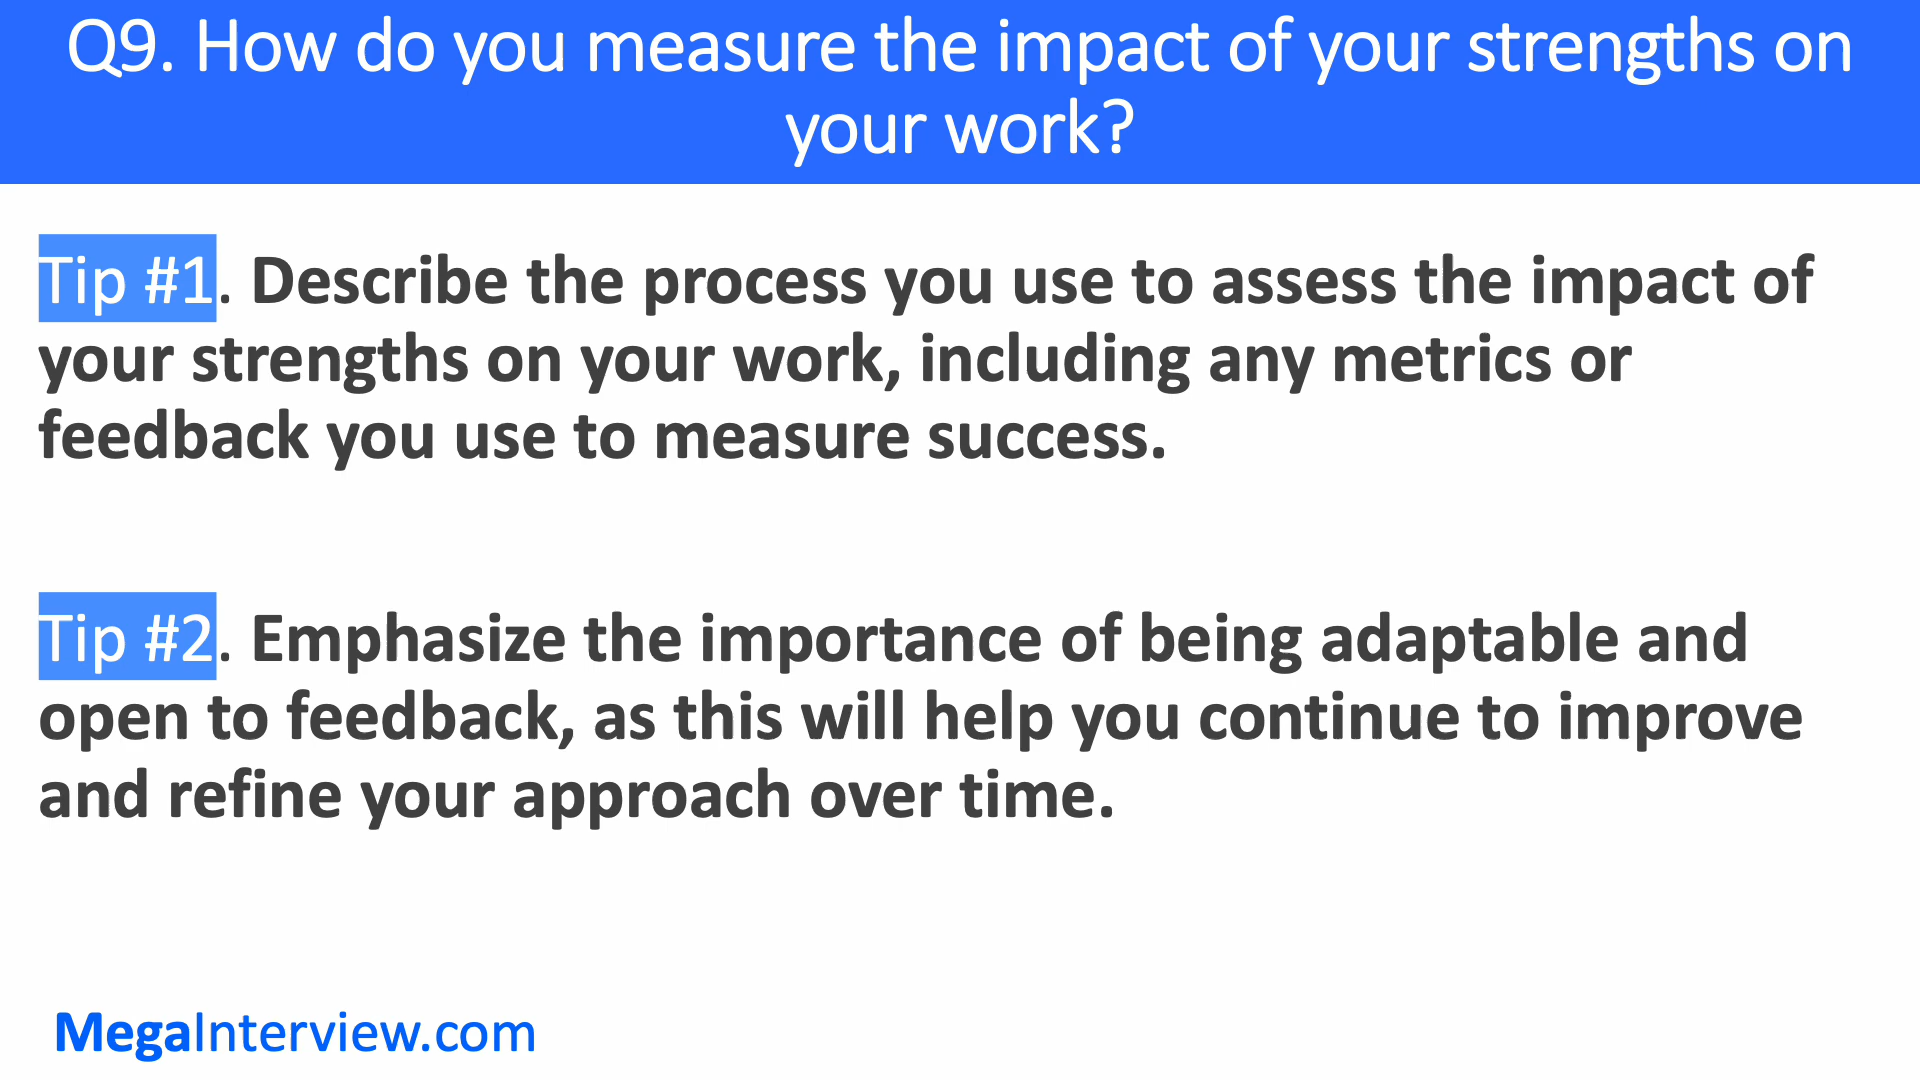 Q9. How do you measure the impact of your strengths on
your work?
Tip #1. Describe the process you use to assess the impact of
your strengths on your work, including any metrics or
feedback you use to measure success.
Tip #2. Emphasize the importance of being adaptable and
open to feedback, as this will help you continue to improve
and refine your approach over time.
MegaInterview.com